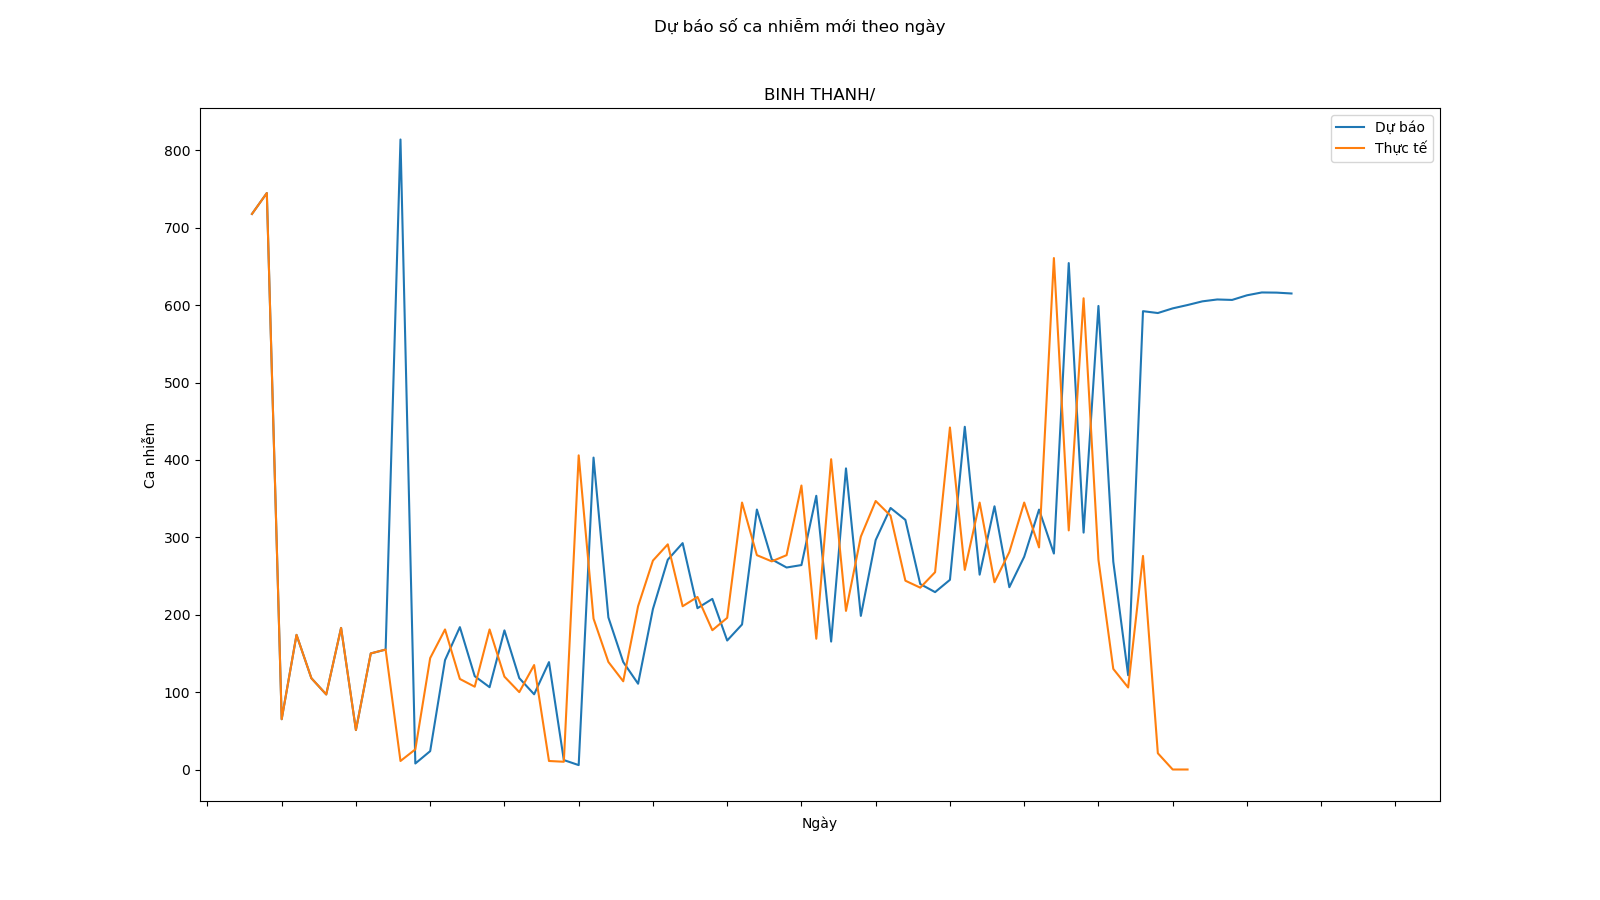 Dự báo số ca nhiễm mới theo ngày
BINH THANH/
Dự báo
Thực tế
800
700
600
500
400
300
200
100
0
Ca nhiễm
Ngày